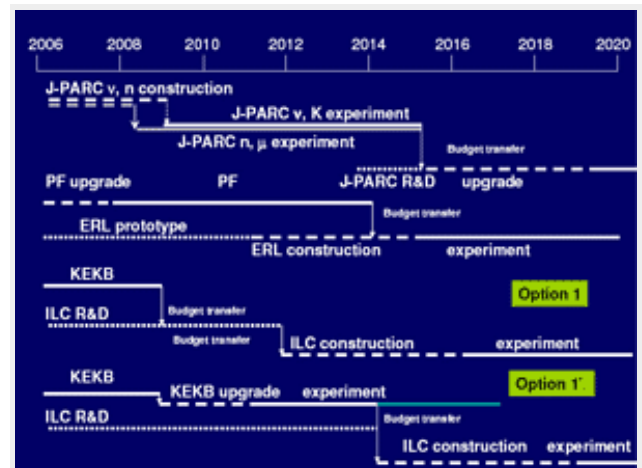 2006 2008 2010 2012 2014 2016 2018 2020
J-PARC ν, n construction
J-PARC ν, K experiment
J-PARC n, μ experiment
Budget transfer
PF upgrade PF J-PARC R&D upgrade
Budget transfer
ERL prototype
ERL construction experiment
KEKB
Option 1
ILC R&D Budget transfer
Budget transfer
ILC construction experiment
KEKB
Option 1'.
KEKB upgrade experiment
ILC R&D Budget transfer
ILC construction experiment